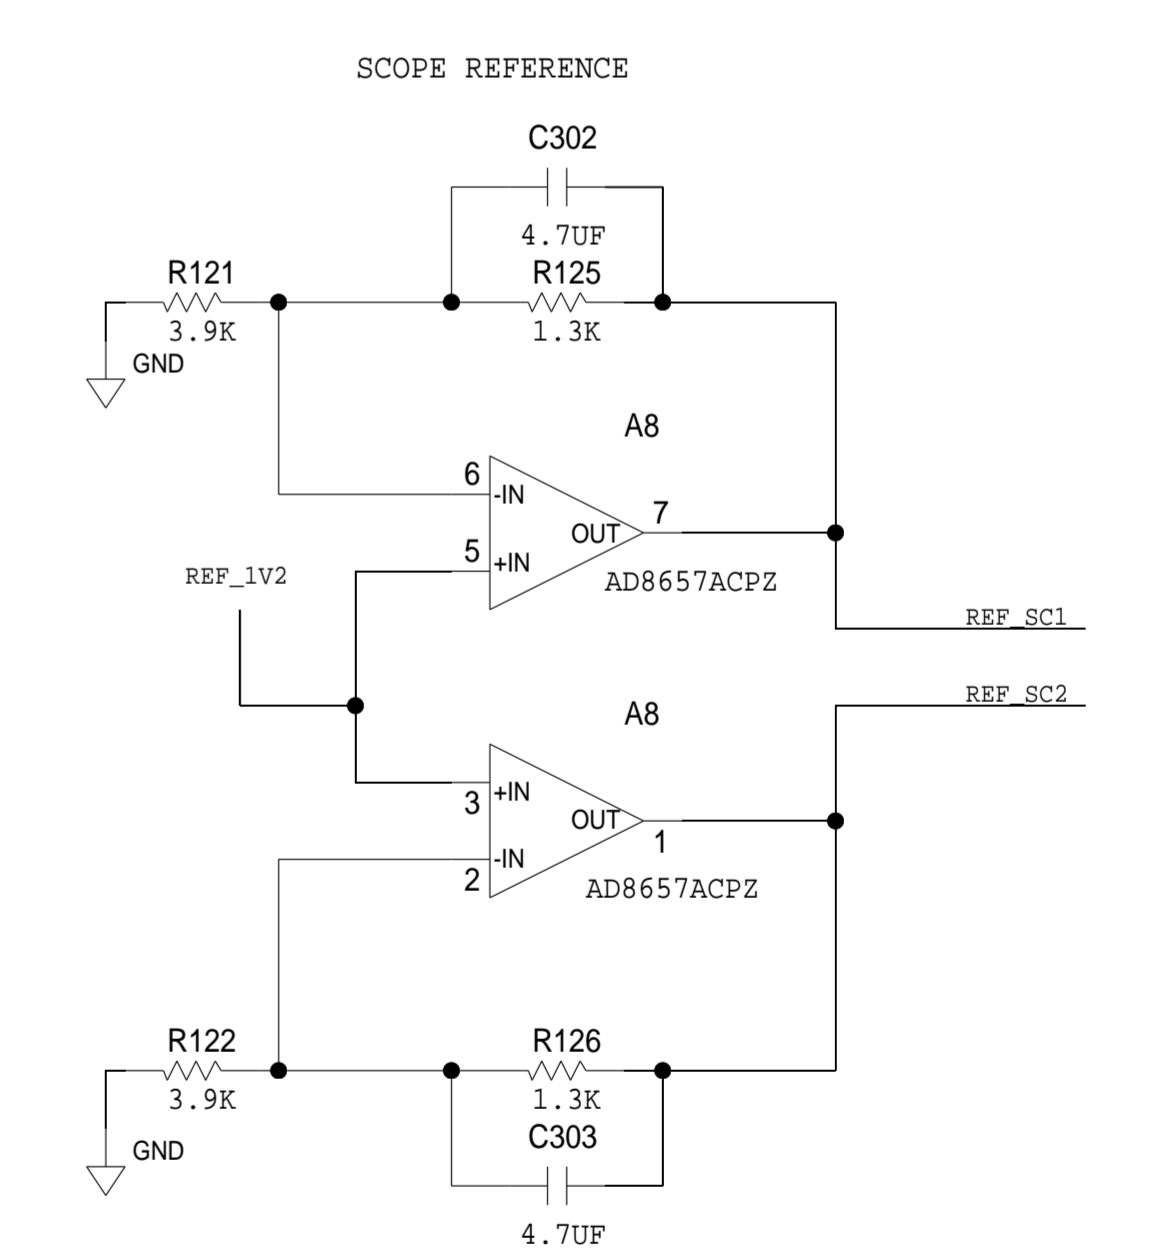 SCOPE REFERENCE
C302
4.7UF
R121
R125
3.9K
1.3K
GND
A8
6
-IN
7
OUT
5
+IN
AD8657ACPZ
REF_1V2
REF_SC1
REF_SC2
A8
+IN
3
OUT
1
-IN
2
AD8657ACPZ
R122
R126
3.9K
1.3K
C303
GND
4.7UF